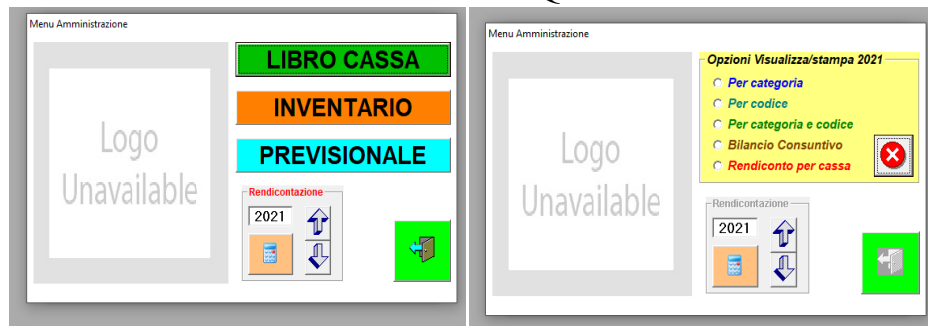 Menu Amministrazione
Logo
Unavailable
LIBRO CASSA
INVENTARIO
PREVISIONALE
Rendicontazione
2021
Menu Amministrazione
Logo
Unavailable
Opzioni Visualizza/stampa 2021
Per categoria
Per codice
Per categoria e codice
Bilancio Consuntivo
Rendiconto per cassa
Rendicontazione
2021